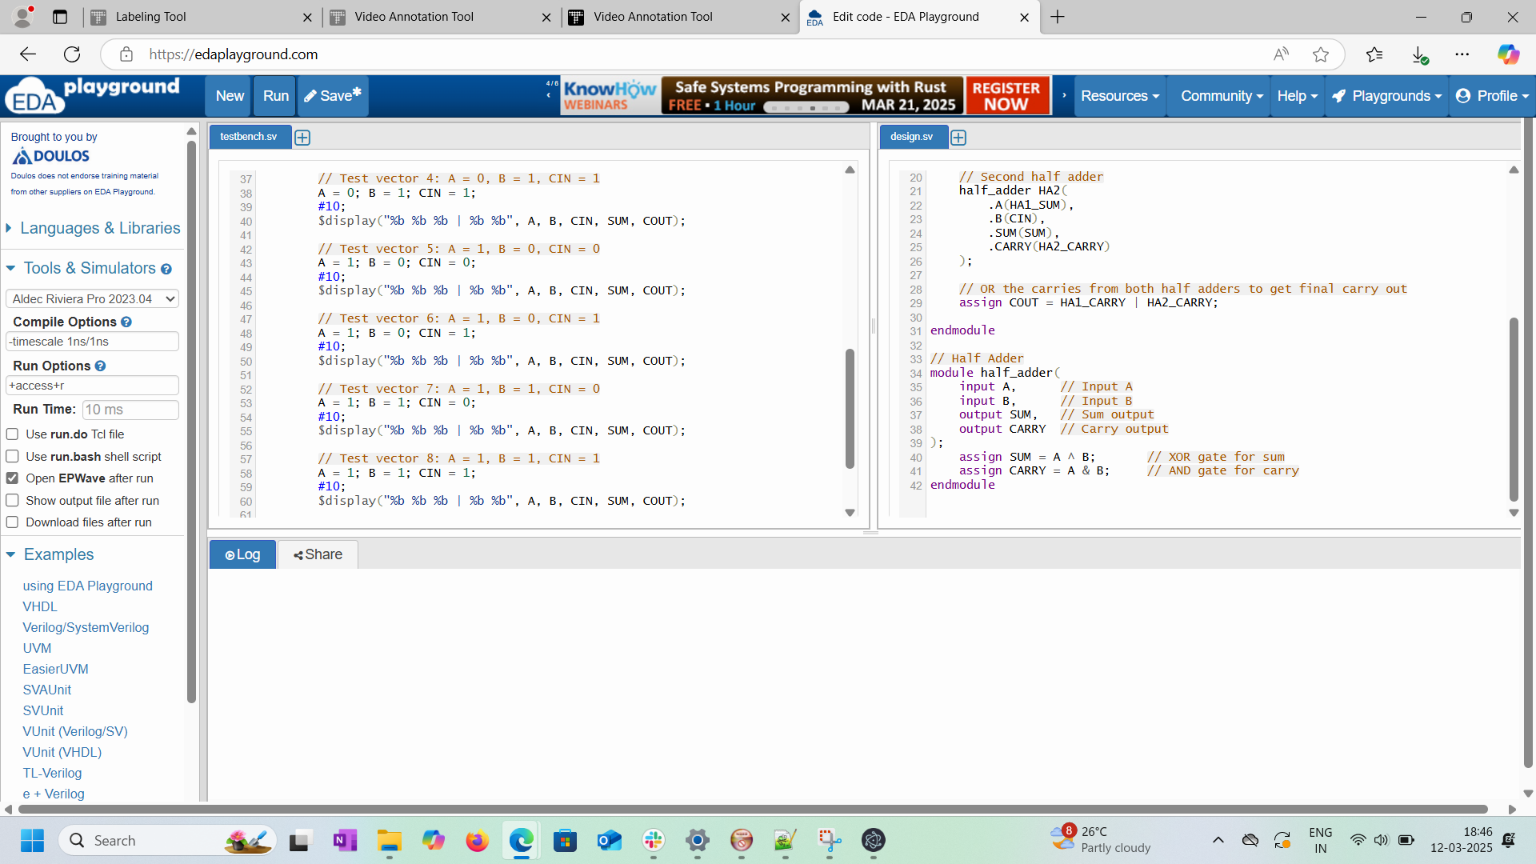 Labeling Tool
Video Annotation Tool
Video Annotation Tool
EDA
Edit code - EDA Playground
https://edaplayground.com
EDA playground
New
Run
Save*
4/6
KnowHow
WEBINARS
Safe Systems Programming with Rust
FREE • 1 Hour
MAR 21, 2025
REGISTER
NOW
Resources
Community
Help
Playgrounds
Profile
Brought to you by
DOULOS
Doulos does not endorse training material
from other suppliers on EDA Playground.
Languages & Libraries
Tools & Simulators
Aldec Riviera Pro 2023.04
Compile Options
-timescale 1ns/1ns
Run Options
+access+r
Run Time: 10 ms
Use run.do Tcl file
Use run.bash shell script
Open EPWave after run
Show output file after run
Download files after run
Examples
using EDA Playground
VHDL
Verilog/SystemVerilog
UVM
EasierUVM
SVAUnit
SVUnit
VUnit (Verilog/SV)
VUnit (VHDL)
TL-Verilog
e + Verilog
testbench.sv
37 // Test vector 4: A = 0, B = 1, CIN = 1
38 A = 0; B = 1; CIN = 1;
39 #10;
40 $display("%b %b %b | %b %b", A, B, CIN, SUM, COUT);
41
42 // Test vector 5: A = 1, B = 0, CIN = 0
43 A = 1; B = 0; CIN = 0;
44 #10;
45 $display("%b %b %b | %b %b", A, B, CIN, SUM, COUT);
46
47 // Test vector 6: A = 1, B = 0, CIN = 1
48 A = 1; B = 0; CIN = 1;
49 #10;
50 $display("%b %b %b | %b %b", A, B, CIN, SUM, COUT);
51
52 // Test vector 7: A = 1, B = 1, CIN = 0
53 A = 1; B = 1; CIN = 0;
54 #10;
55 $display("%b %b %b | %b %b", A, B, CIN, SUM, COUT);
56
57 // Test vector 8: A = 1, B = 1, CIN = 1
58 A = 1; B = 1; CIN = 1;
59 #10;
60 $display("%b %b %b | %b %b", A, B, CIN, SUM, COUT);
61
design.sv
20 // Second half adder
21 half_adder HA2(
22 .A(HA1_SUM),
23 .B(CIN),
24 .SUM(SUM),
25 .CARRY(HA2_CARRY)
26 );
27
28 // OR the carries from both half adders to get final carry out
29 assign COUT = HA1_CARRY | HA2_CARRY;
30
31 endmodule
32
33 // Half Adder
34 module half_adder(
35 input A, // Input A
36 input B, // Input B
37 output SUM, // Sum output
38 output CARRY // Carry output
39 );
40 assign SUM = A ^ B; // XOR gate for sum
41 assign CARRY = A & B; // AND gate for carry
42 endmodule
Log
Share
Search
8
26°C
Partly cloudy
ENG
IN
18:46
12-03-2025